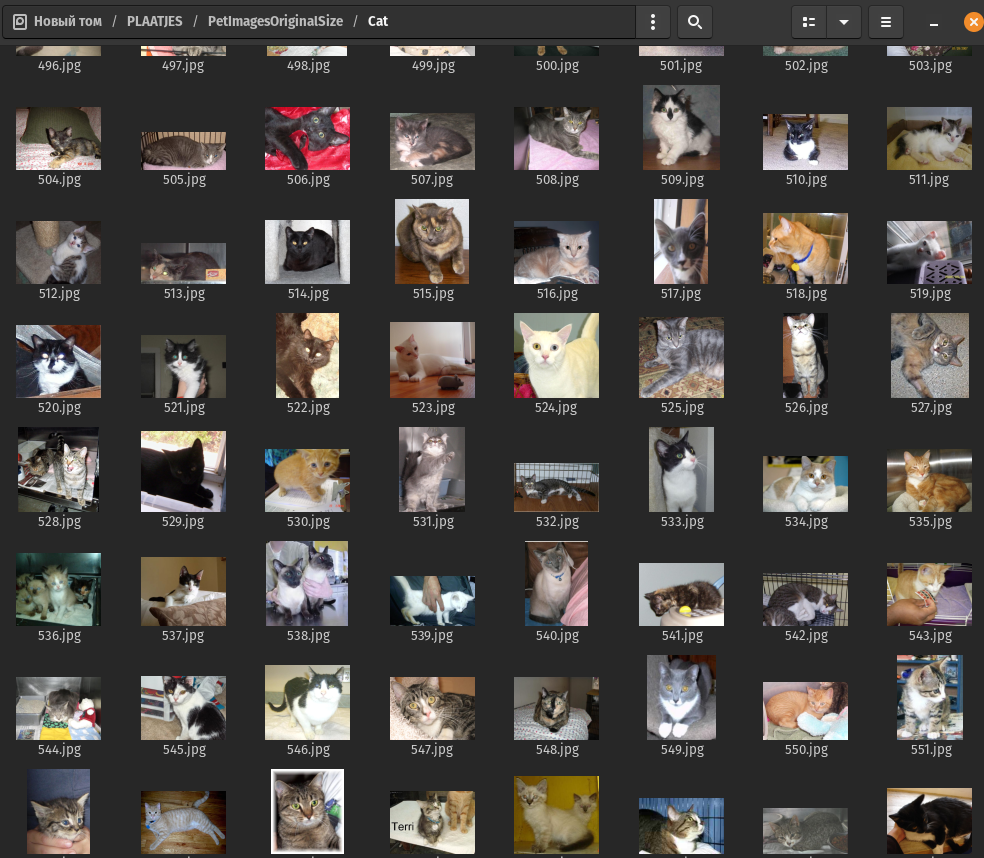 Новый том / PLAATJES / PetImagesOriginalSize / Cat
496.jpg 497.jpg 498.jpg 499.jpg 500.jpg 501.jpg 502.jpg 503.jpg
504.jpg 505.jpg 506.jpg 507.jpg 508.jpg 509.jpg 510.jpg 511.jpg
512.jpg 513.jpg 514.jpg 515.jpg 516.jpg 517.jpg 518.jpg 519.jpg
520.jpg 521.jpg 522.jpg 523.jpg 524.jpg 525.jpg 526.jpg 527.jpg
528.jpg 529.jpg 530.jpg 531.jpg 532.jpg 533.jpg 534.jpg 535.jpg
536.jpg 537.jpg 538.jpg 539.jpg 540.jpg 541.jpg 542.jpg 543.jpg
544.jpg 545.jpg 546.jpg 547.jpg 548.jpg 549.jpg 550.jpg 551.jpg
Terri